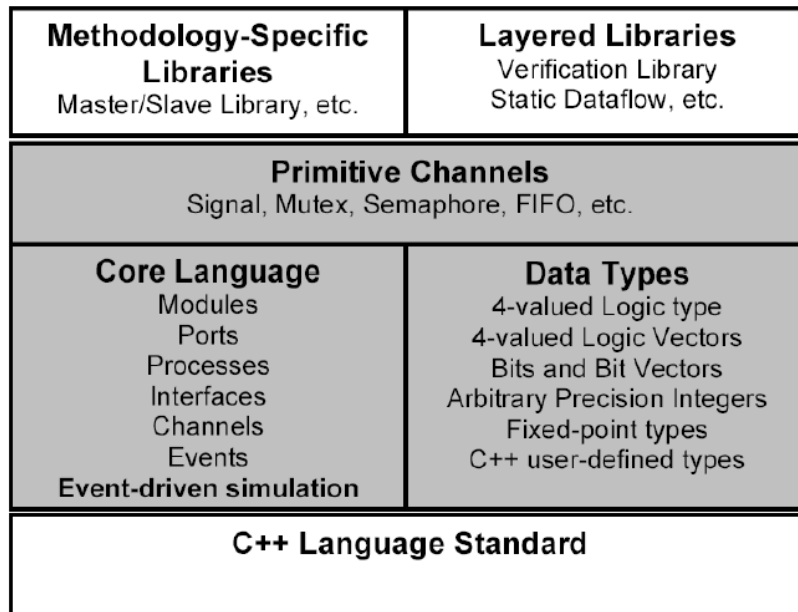 Methodology-Specific
Libraries
Master/Slave Library, etc.
Layered Libraries
Verification Library
Static Dataflow, etc.
Primitive Channels
Signal, Mutex, Semaphore, FIFO, etc.
Core Language
Modules
Ports
Processes
Interfaces
Channels
Events
Event-driven simulation
Data Types
4-valued Logic type
4-valued Logic Vectors
Bits and Bit Vectors
Arbitrary Precision Integers
Fixed-point types
C++ user-defined types
C++ Language Standard